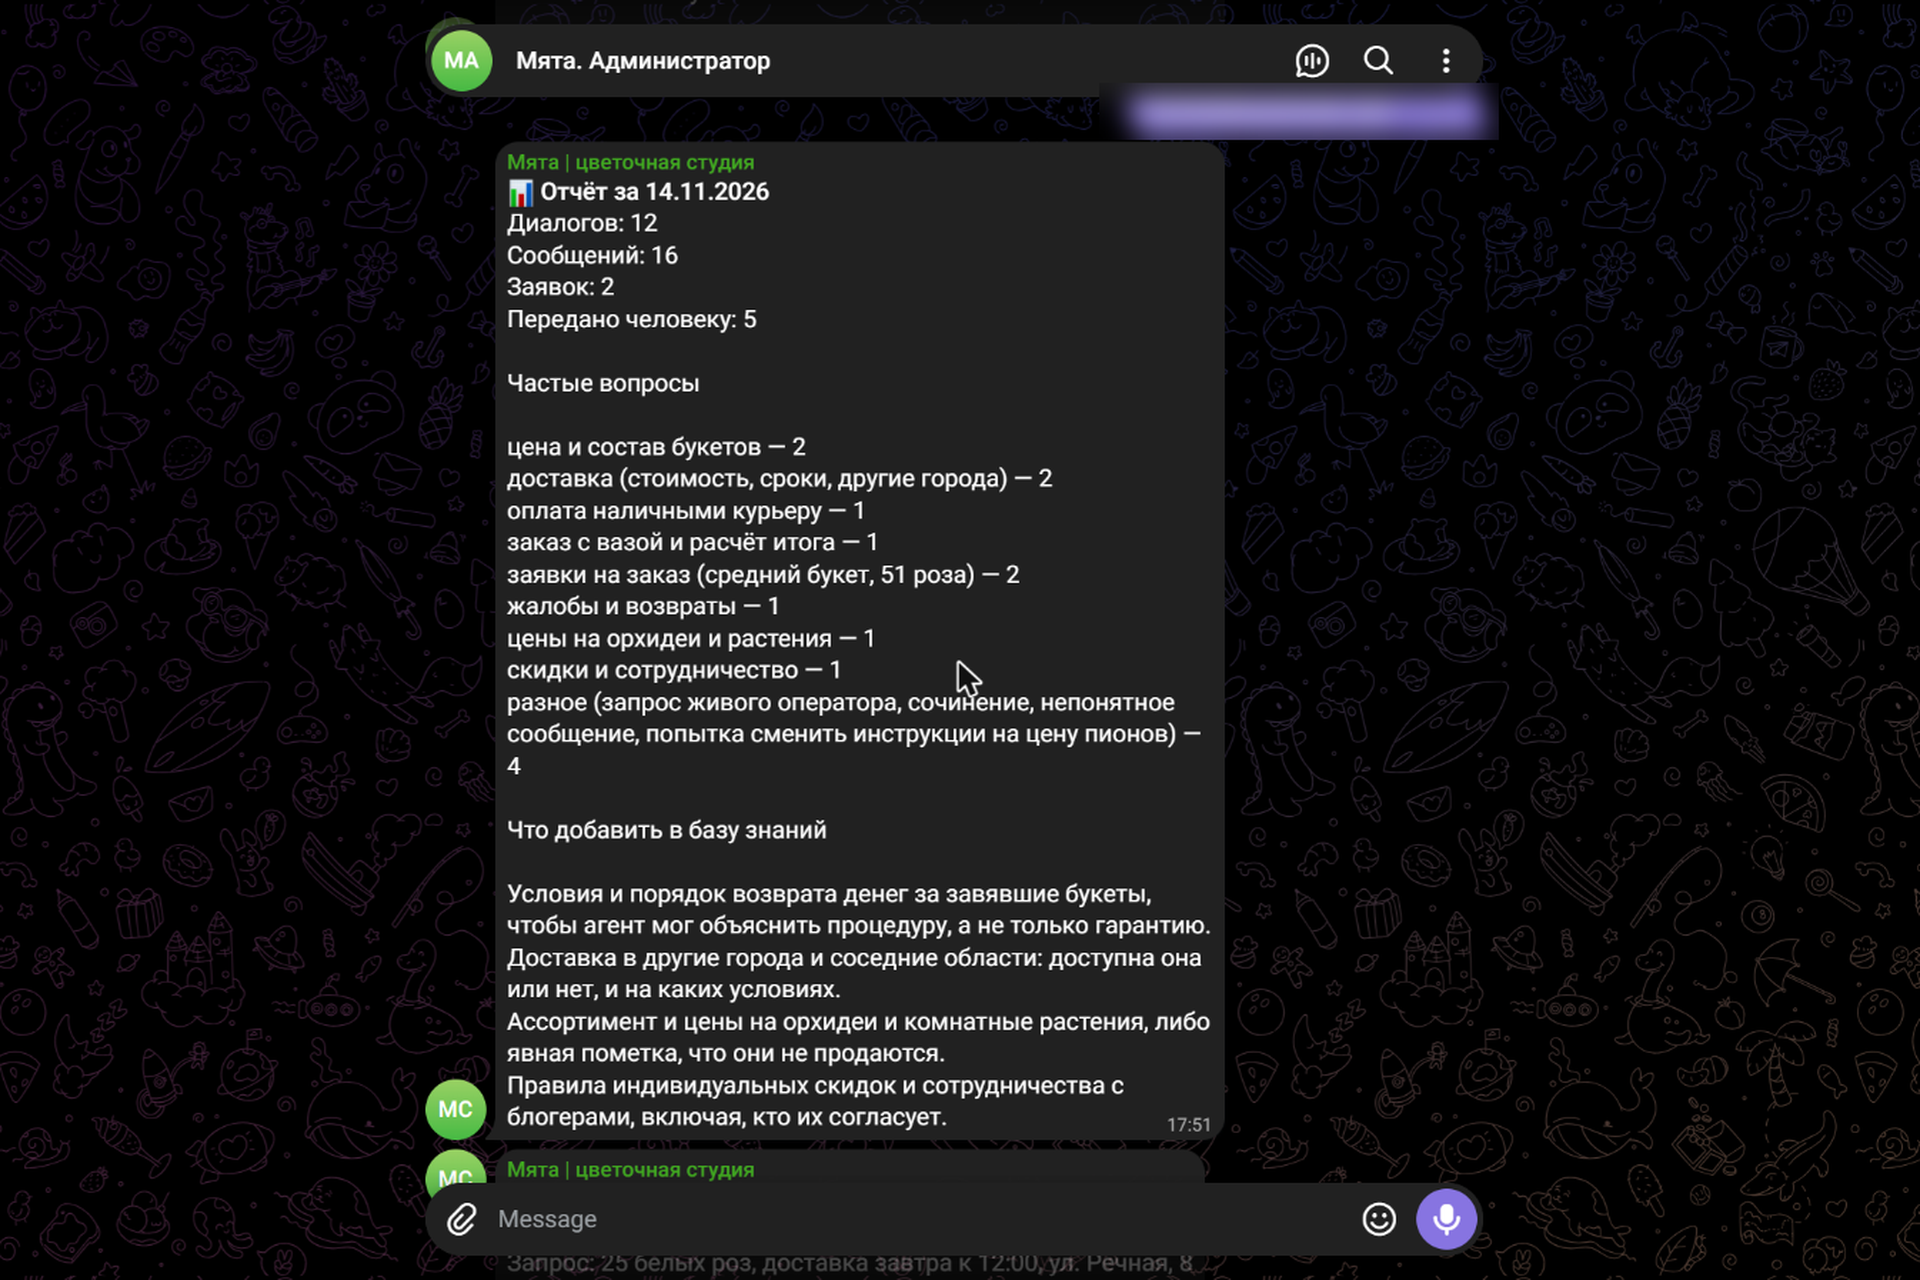 МА
Мята. Администратор
Мята | цветочная студия
📊 Отчёт за 14.11.2026
Диалогов: 12
Сообщений: 16
Заявок: 2
Передано человеку: 5
Частые вопросы
цена и состав букетов — 2
доставка (стоимость, сроки, другие города) — 2
оплата наличными курьеру — 1
заказ с вазой и расчёт итога — 1
заявки на заказ (средний букет, 51 роза) — 2
жалобы и возвраты — 1
цены на орхидеи и растения — 1
скидки и сотрудничество — 1
разное (запрос живого оператора, сочинение, непонятное
сообщение, попытка сменить инструкции на цену пионов) —
4
Что добавить в базу знаний
Условия и порядок возврата денег за завявшие букеты,
чтобы агент мог объяснить процедуру, а не только гарантию.
Доставка в другие города и соседние области: доступна она
или нет, и на каких условиях.
Ассортимент и цены на орхидеи и комнатные растения, либо
явная пометка, что они не продаются.
Правила индивидуальных скидок и сотрудничества с
блогерами, включая, кто их согласует.
17:51
МС
МС
Мята | цветочная студия
Message
Запрос: 25 белых роз, доставка завтра к 12:00, ул. Речная, 8